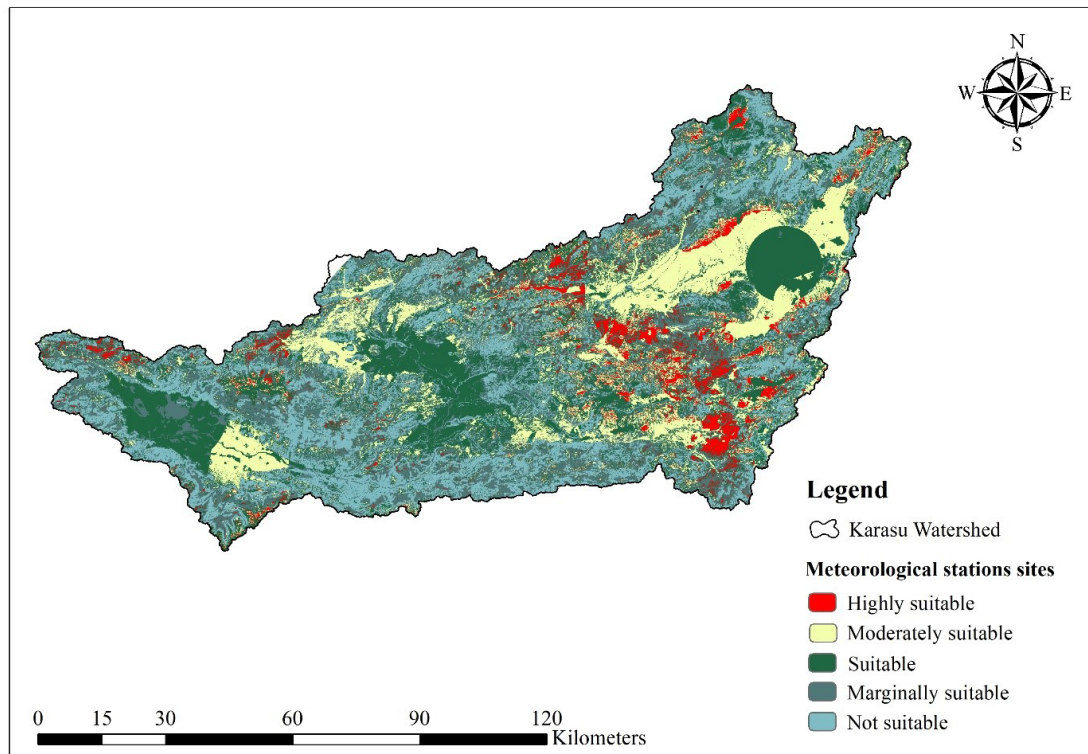 N
W E
S
Legend
Karasu Watershed
Meteorological stations sites
Highly suitable
Moderately suitable
Suitable
Marginally suitable
Not suitable
0 15 30 60 90 120
Kilometers